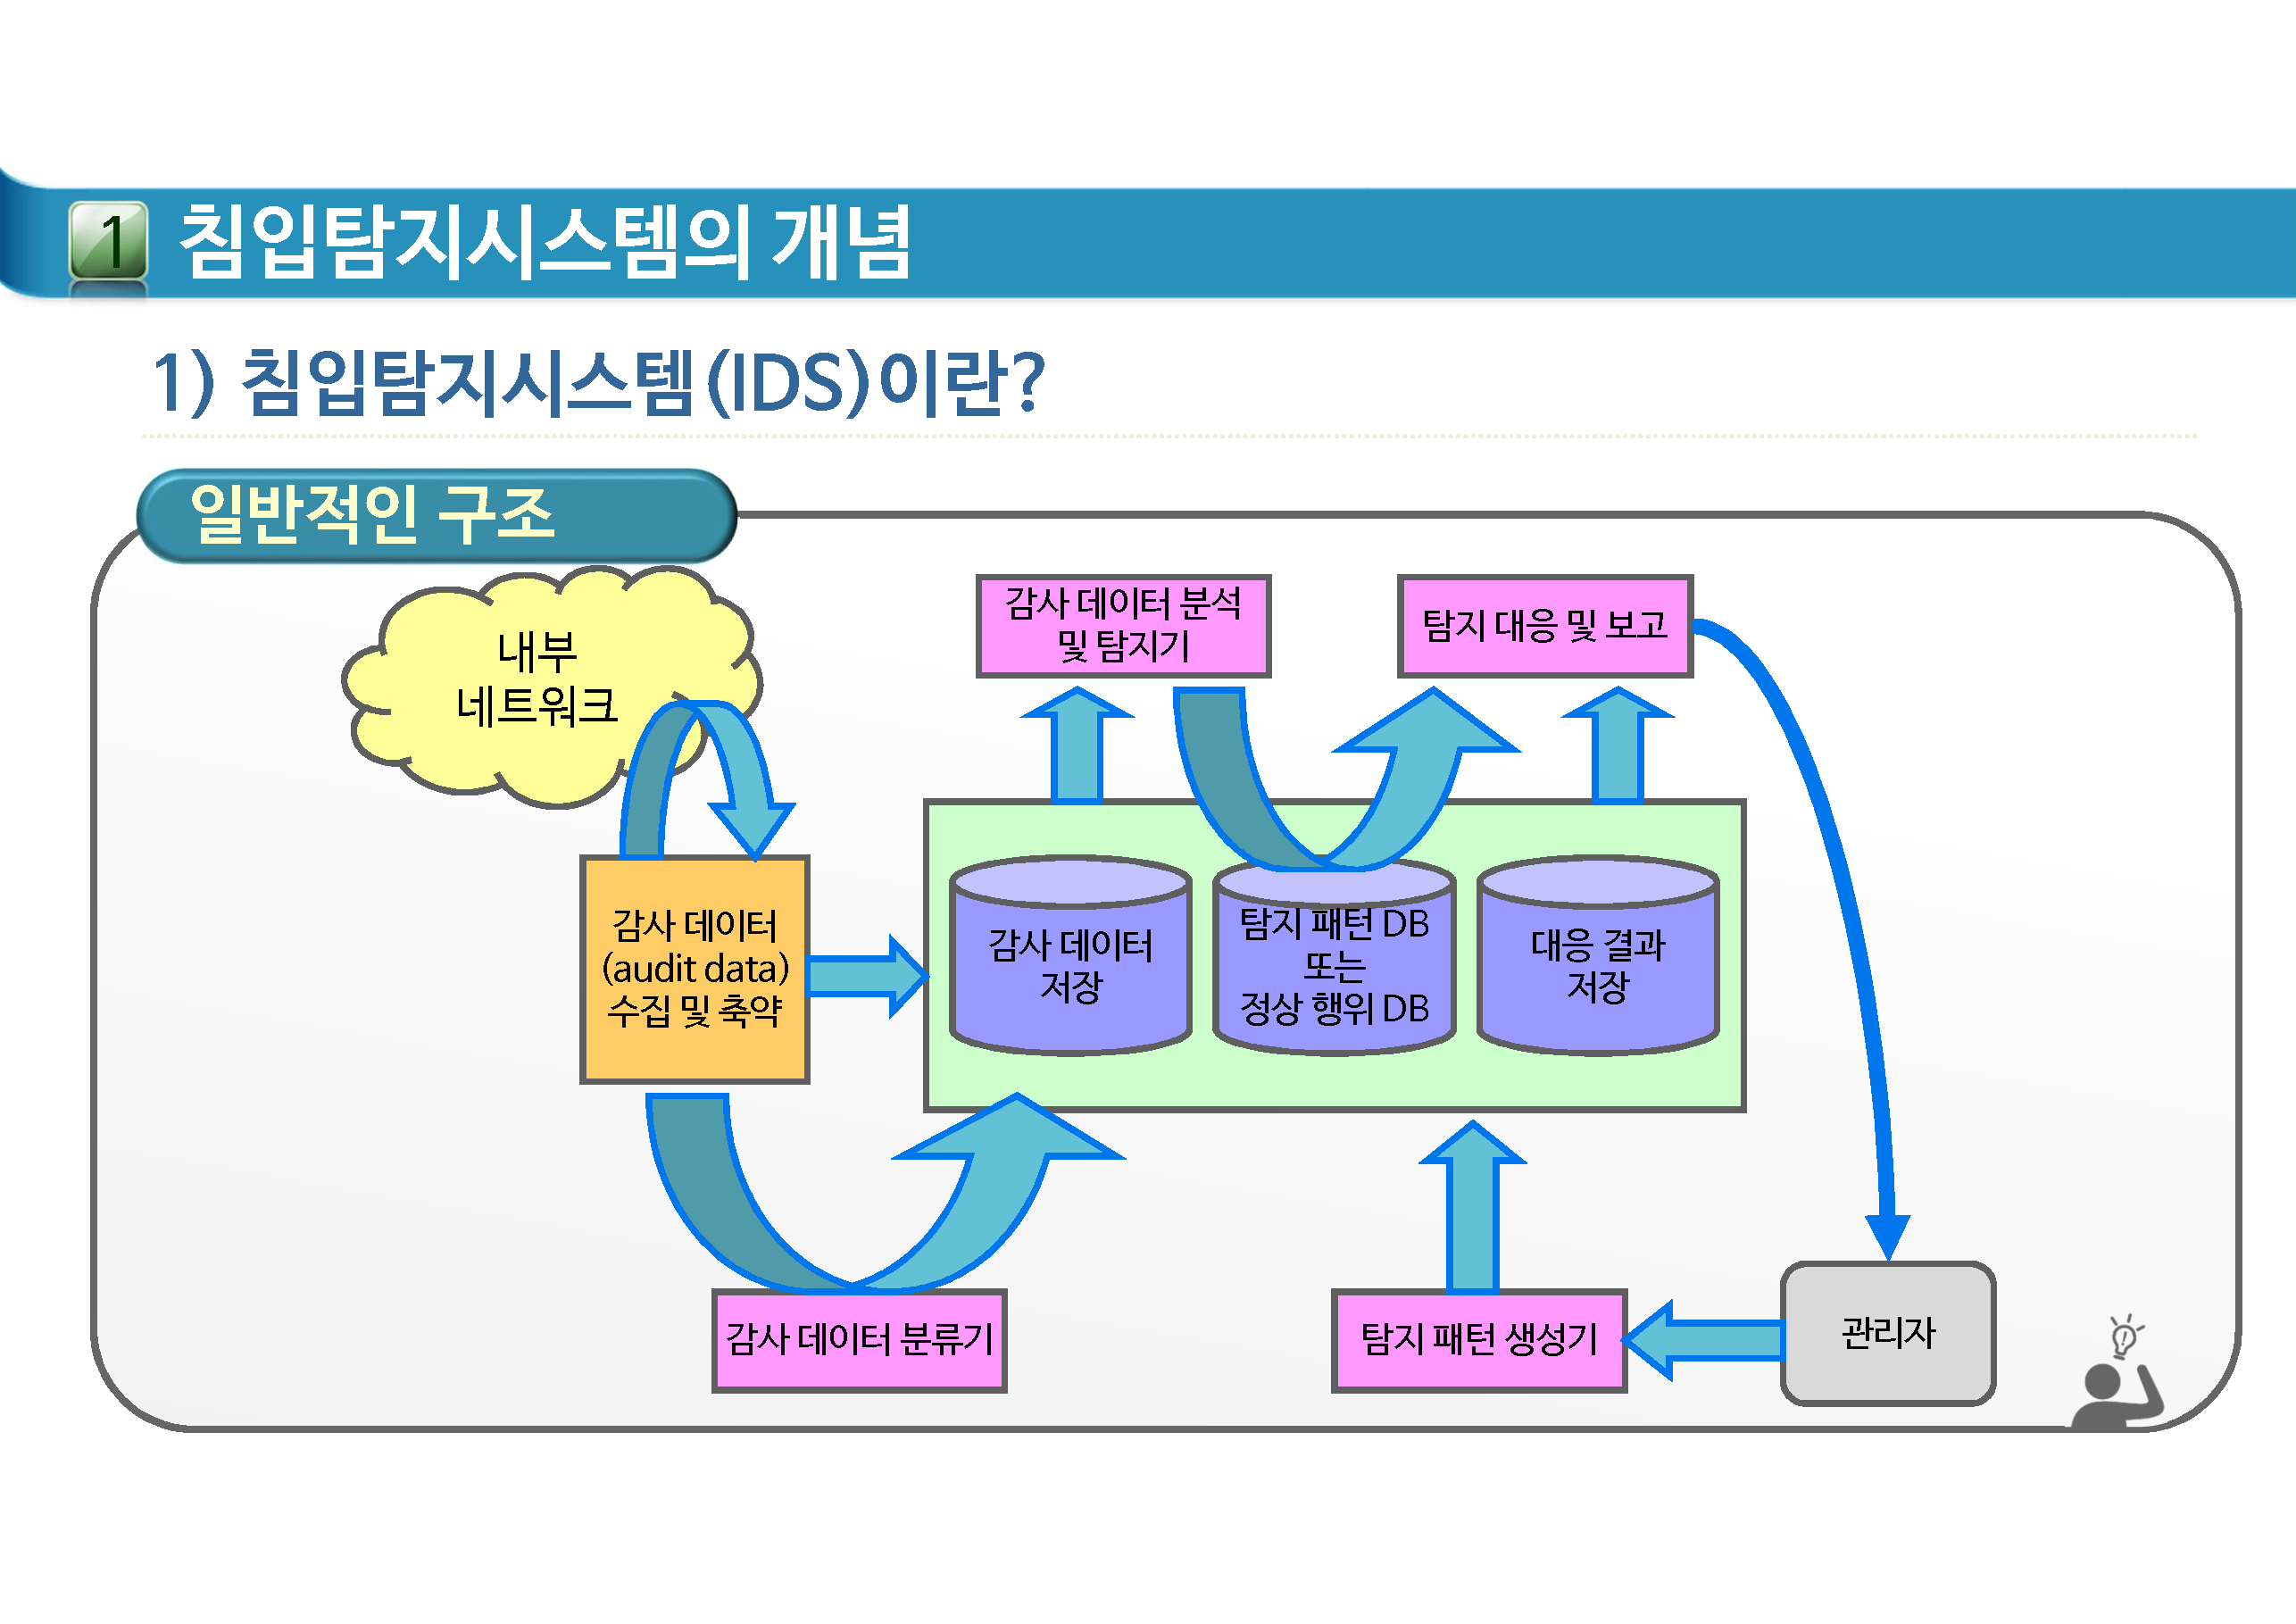 1 침입탐지시스템의 개념
1) 침입탐지시스템(IDS)이란?
일반적인 구조
내부
네트워크
감사 데이터 분석
및 탐지기
탐지 대응 및 보고
감사 데이터
(audit data)
수집 및 축약
감사 데이터
저장
탐지 패턴 DB
또는
정상 행위 DB
대응 결과
저장
감사 데이터 분류기
탐지 패턴 생성기
관리자